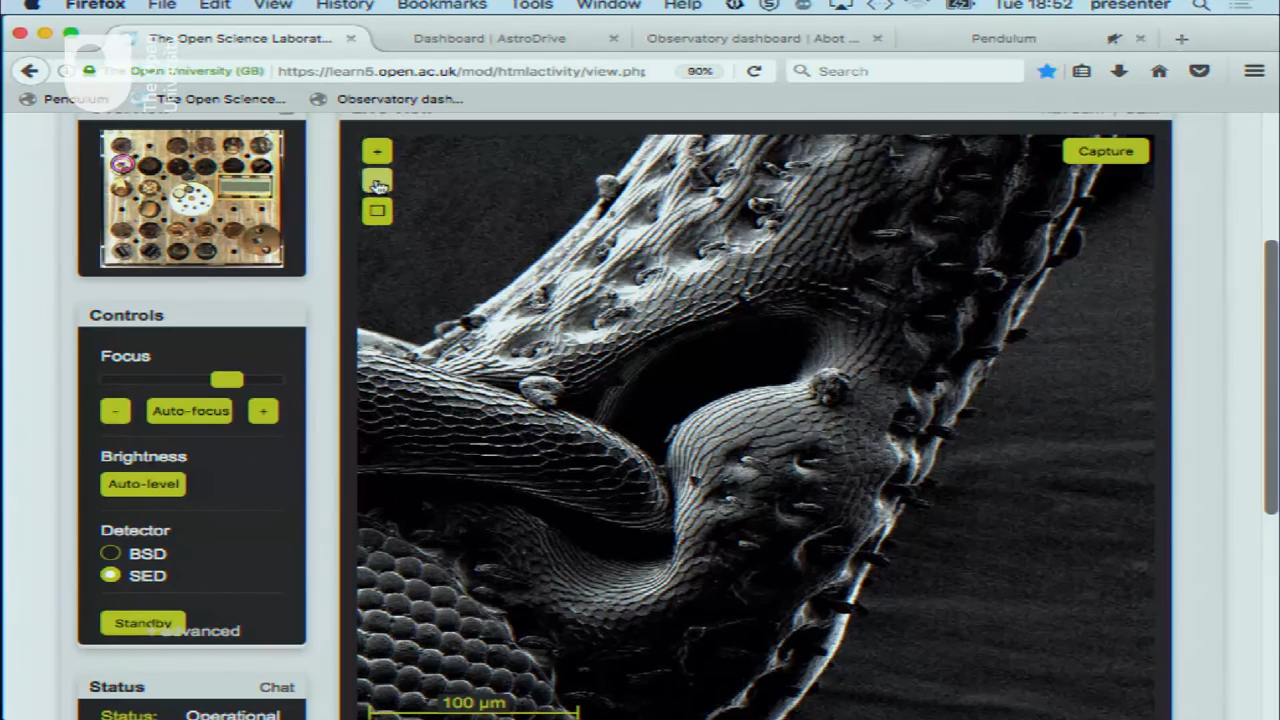 Firefox File Edit View History Bookmarks Tools Window Help Tue 18:52 presenter
The Open Science Laborat... Dashboard | AstroDrive Observatory dashboard | Abot ... Pendulum
The Open University (GB) https://learn5.open.ac.uk/mod/htmlactivity/view.php 90% Search
Pendulum The Open Science... Observatory dash...
The Open
Capture
Controls
Focus
- Auto-focus +
Brightness
Auto-level
Detector
BSD
SED
Standby
advanced
100 µm
Status Chat
Status: Operational